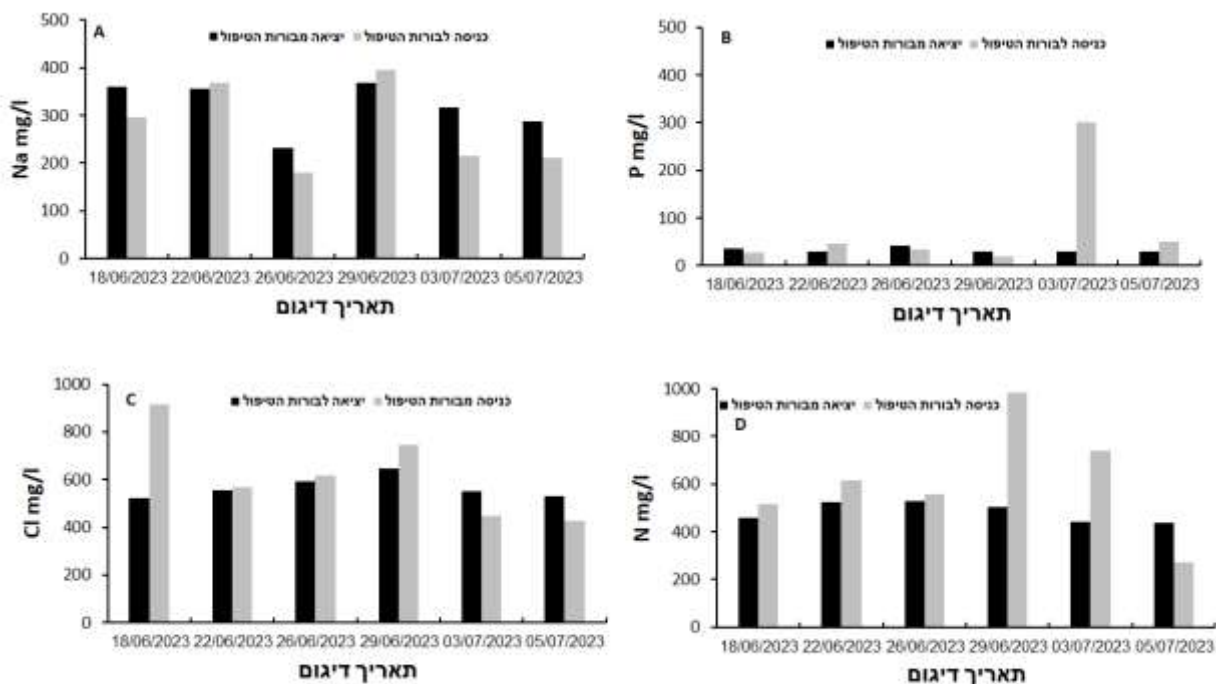 A
יציאה מבורות הטיפול כניסה לבורות הטיפול
Na mg/l
500
400
300
200
100
0
18/06/2023 22/06/2023 26/06/2023 29/06/2023 03/07/2023 05/07/2023
תאריך דיגום
B
יציאה מבורות הטיפול כניסה לבורות הטיפול
P mg/l
500
400
300
200
100
0
18/06/2023 22/06/2023 26/06/2023 29/06/2023 03/07/2023 05/07/2023
תאריך דיגום
C
יציאה לבורות הטיפול כניסה מבורות הטיפול
Cl mg/l
1000
800
600
400
200
0
18/06/2023 22/06/2023 26/06/2023 29/06/2023 03/07/2023 05/07/2023
תאריך דיגום
יציאה מבורות הטיפול כניסה לבורות הטיפול
D
N mg/l
1000
800
600
400
200
0
18/06/2023 22/06/2023 26/06/2023 29/06/2023 03/07/2023 05/07/2023
תאריך דיגום